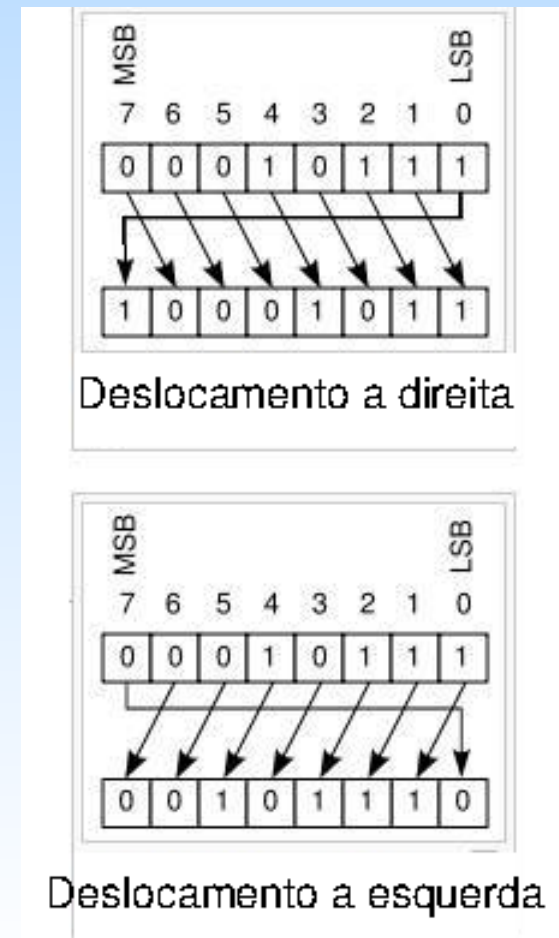 MSB LSB
7 6 5 4 3 2 1 0
0 0 0 1 0 1 1 1
1 0 0 0 1 0 1 1
Deslocamento a direita
MSB LSB
7 6 5 4 3 2 1 0
0 0 0 1 0 1 1 1
0 0 1 0 1 1 1 0
Deslocamento a esquerda